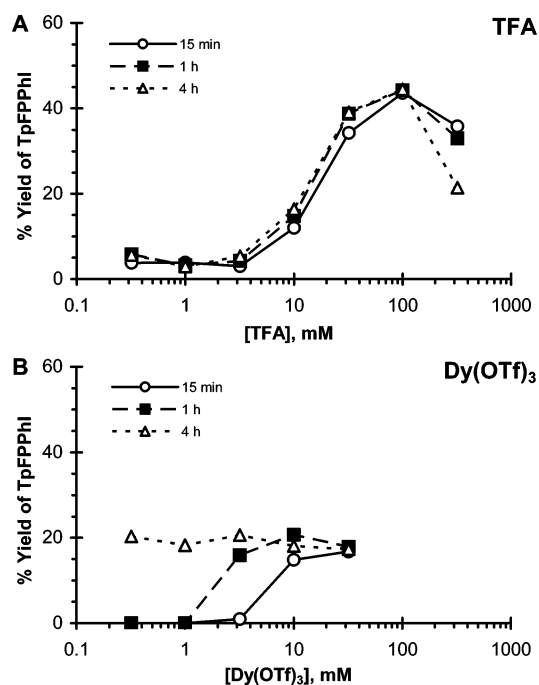 A
TFA
60
15 min
1 h
4 h
40
20
0
% Yield of TpFPPhI
0.1 1 10 100 1000
[TFA], mM
B
Dy(OTf)3
60
15 min
1 h
4 h
40
20
0
% Yield of TpFPPhI
0.1 1 10 100 1000
[Dy(OTf)3], mM